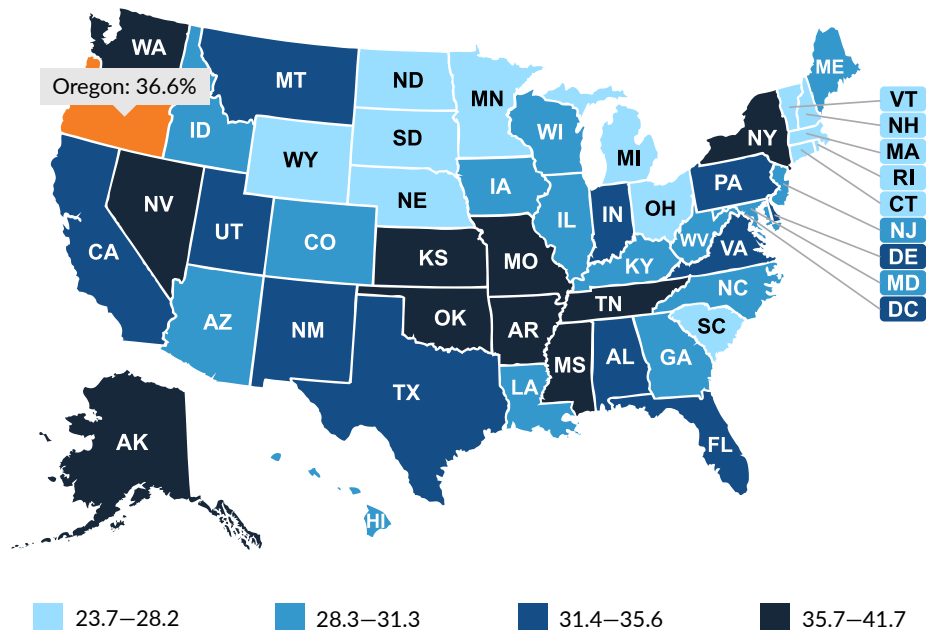 WA
ME
Oregon: 36.6%
MT
ND
MN
VT
NH
ID
WI
NY
MA
SD
WY
MI
RI
PA
IA
NE
CT
NV
OH
IL
IN
NJ
UT
CO
WV
VA
CA
KS
MO
KY
DE
MD
NC
DC
TN
AZ
NM
OK
AR
SC
MS
AL
GA
TX
LA
AK
FL
HI
23.7—28.2
28.3—31.3
31.4—35.6
35.7—41.7